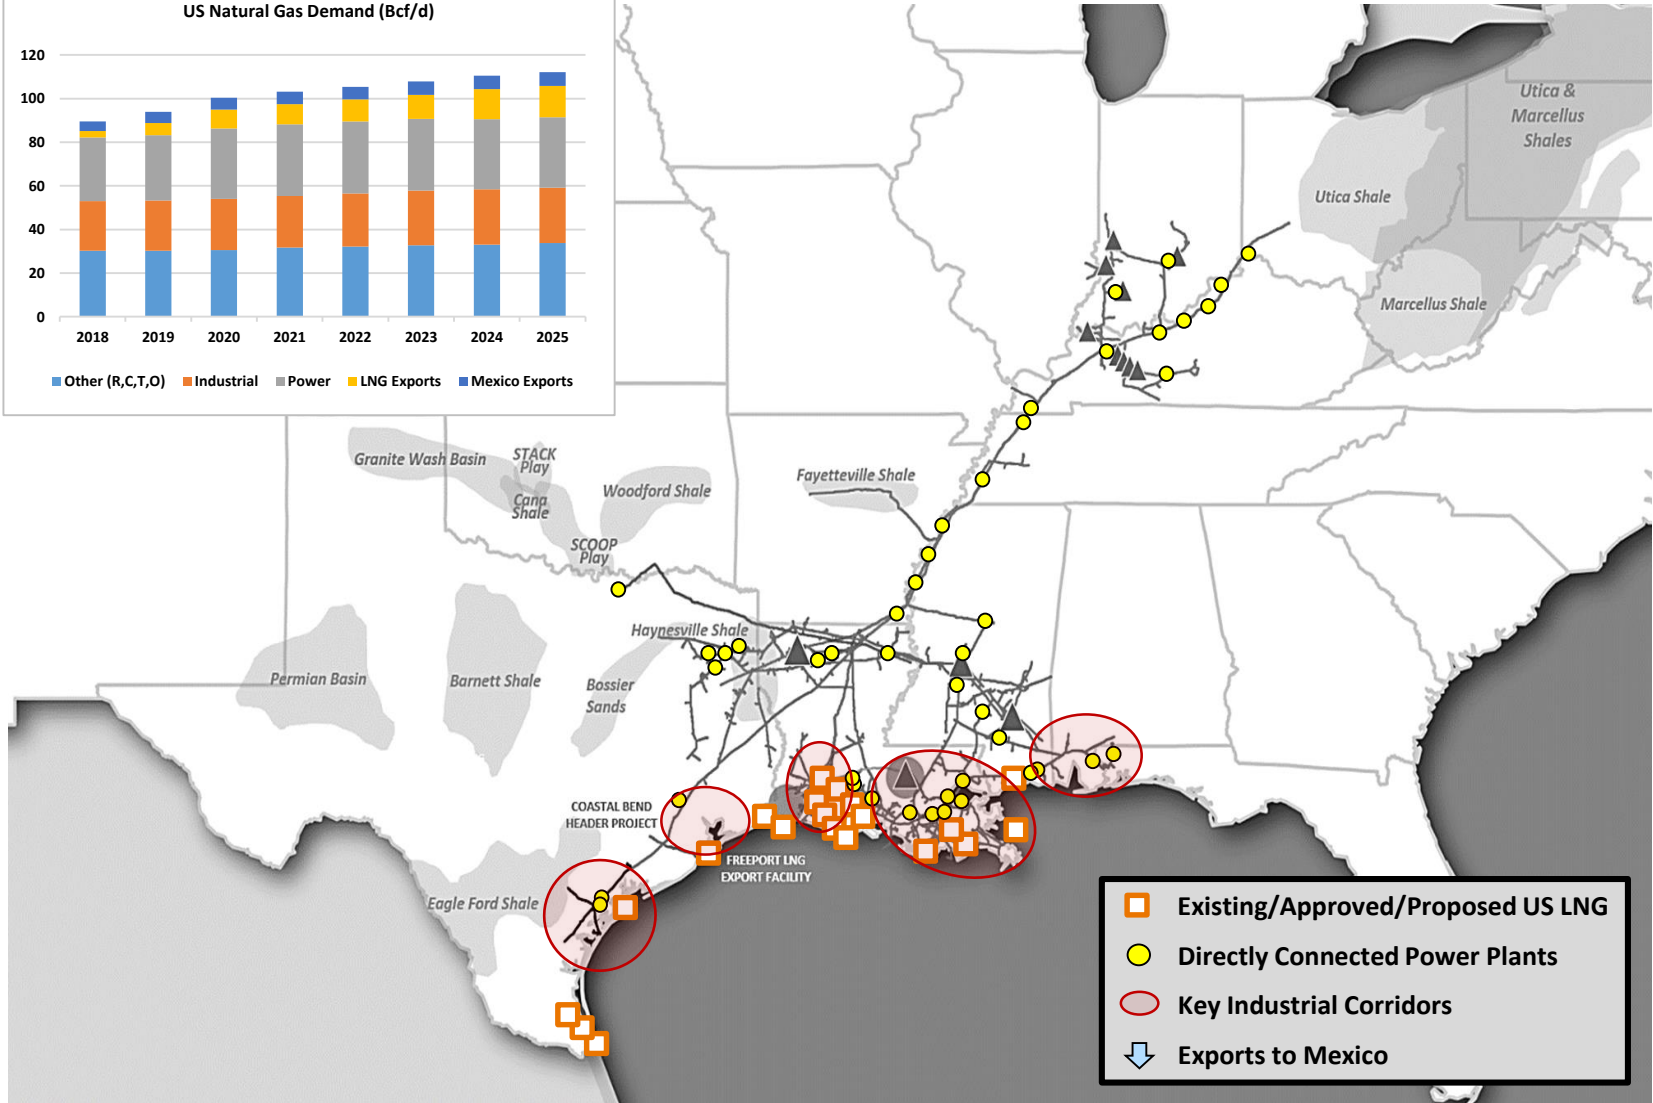 US Natural Gas Demand (Bcf/d)
120
100
80
60
40
20
0
2018 2019 2020 2021 2022 2023 2024 2025
Other (R,C,T,O) Industrial Power LNG Exports Mexico Exports
Utica &
Marcellus
Shales
Utica Shale
Marcellus Shale
Granite Wash Basin
STACK
Play
Cana
Shale
Woodford Shale
SCOOP
Play
Fayetteville Shale
Haynesville Shale
Permian Basin
Barnett Shale
Bossier
Sands
COASTAL BEND
HEADER PROJECT
FREEPORT LNG
EXPORT FACILITY
Eagle Ford Shale
Existing/Approved/Proposed US LNG
Directly Connected Power Plants
Key Industrial Corridors
Exports to Mexico